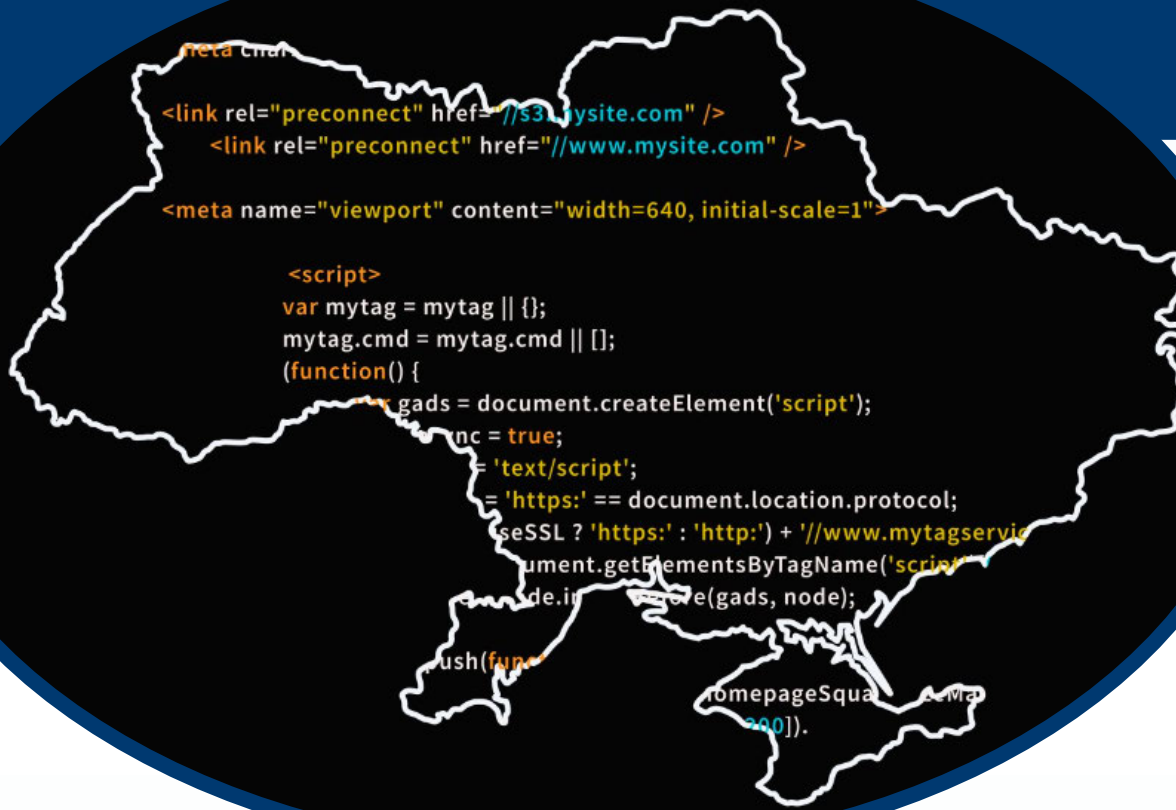 meta char
<link rel="preconnect" href="//s3.mysite.com" />
<link rel="preconnect" href="//www.mysite.com" />
<meta name="viewport" content="width=640, initial-scale=1">
<script>
var mytag = mytag || {};
mytag.cmd = mytag.cmd || [];
(function() {
var gads = document.createElement('script');
nc = true;
= 'text/script';
= 'https:' == document.location.protocol;
seSSL ? 'https:' : 'http:') + '//www.mytagservic
ument.getElementsByTagName('script'
de.in e(gads, node);
push(func
omepageSqua
200]).